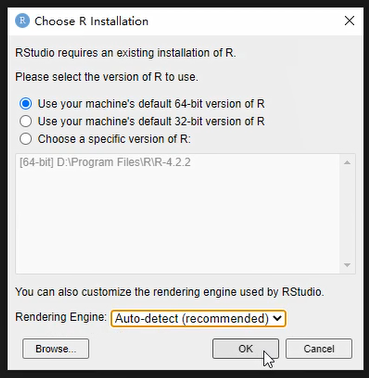 Choose R Installation
RStudio requires an existing installation of R.
Please select the version of R to use.
Use your machine's default 64-bit version of R
Use your machine's default 32-bit version of R
Choose a specific version of R:
[64-bit] D:\Program Files\R\R-4.2.2
You can also customize the rendering engine used by RStudio.
Rendering Engine: Auto-detect (recommended)
Browse... OK Cancel